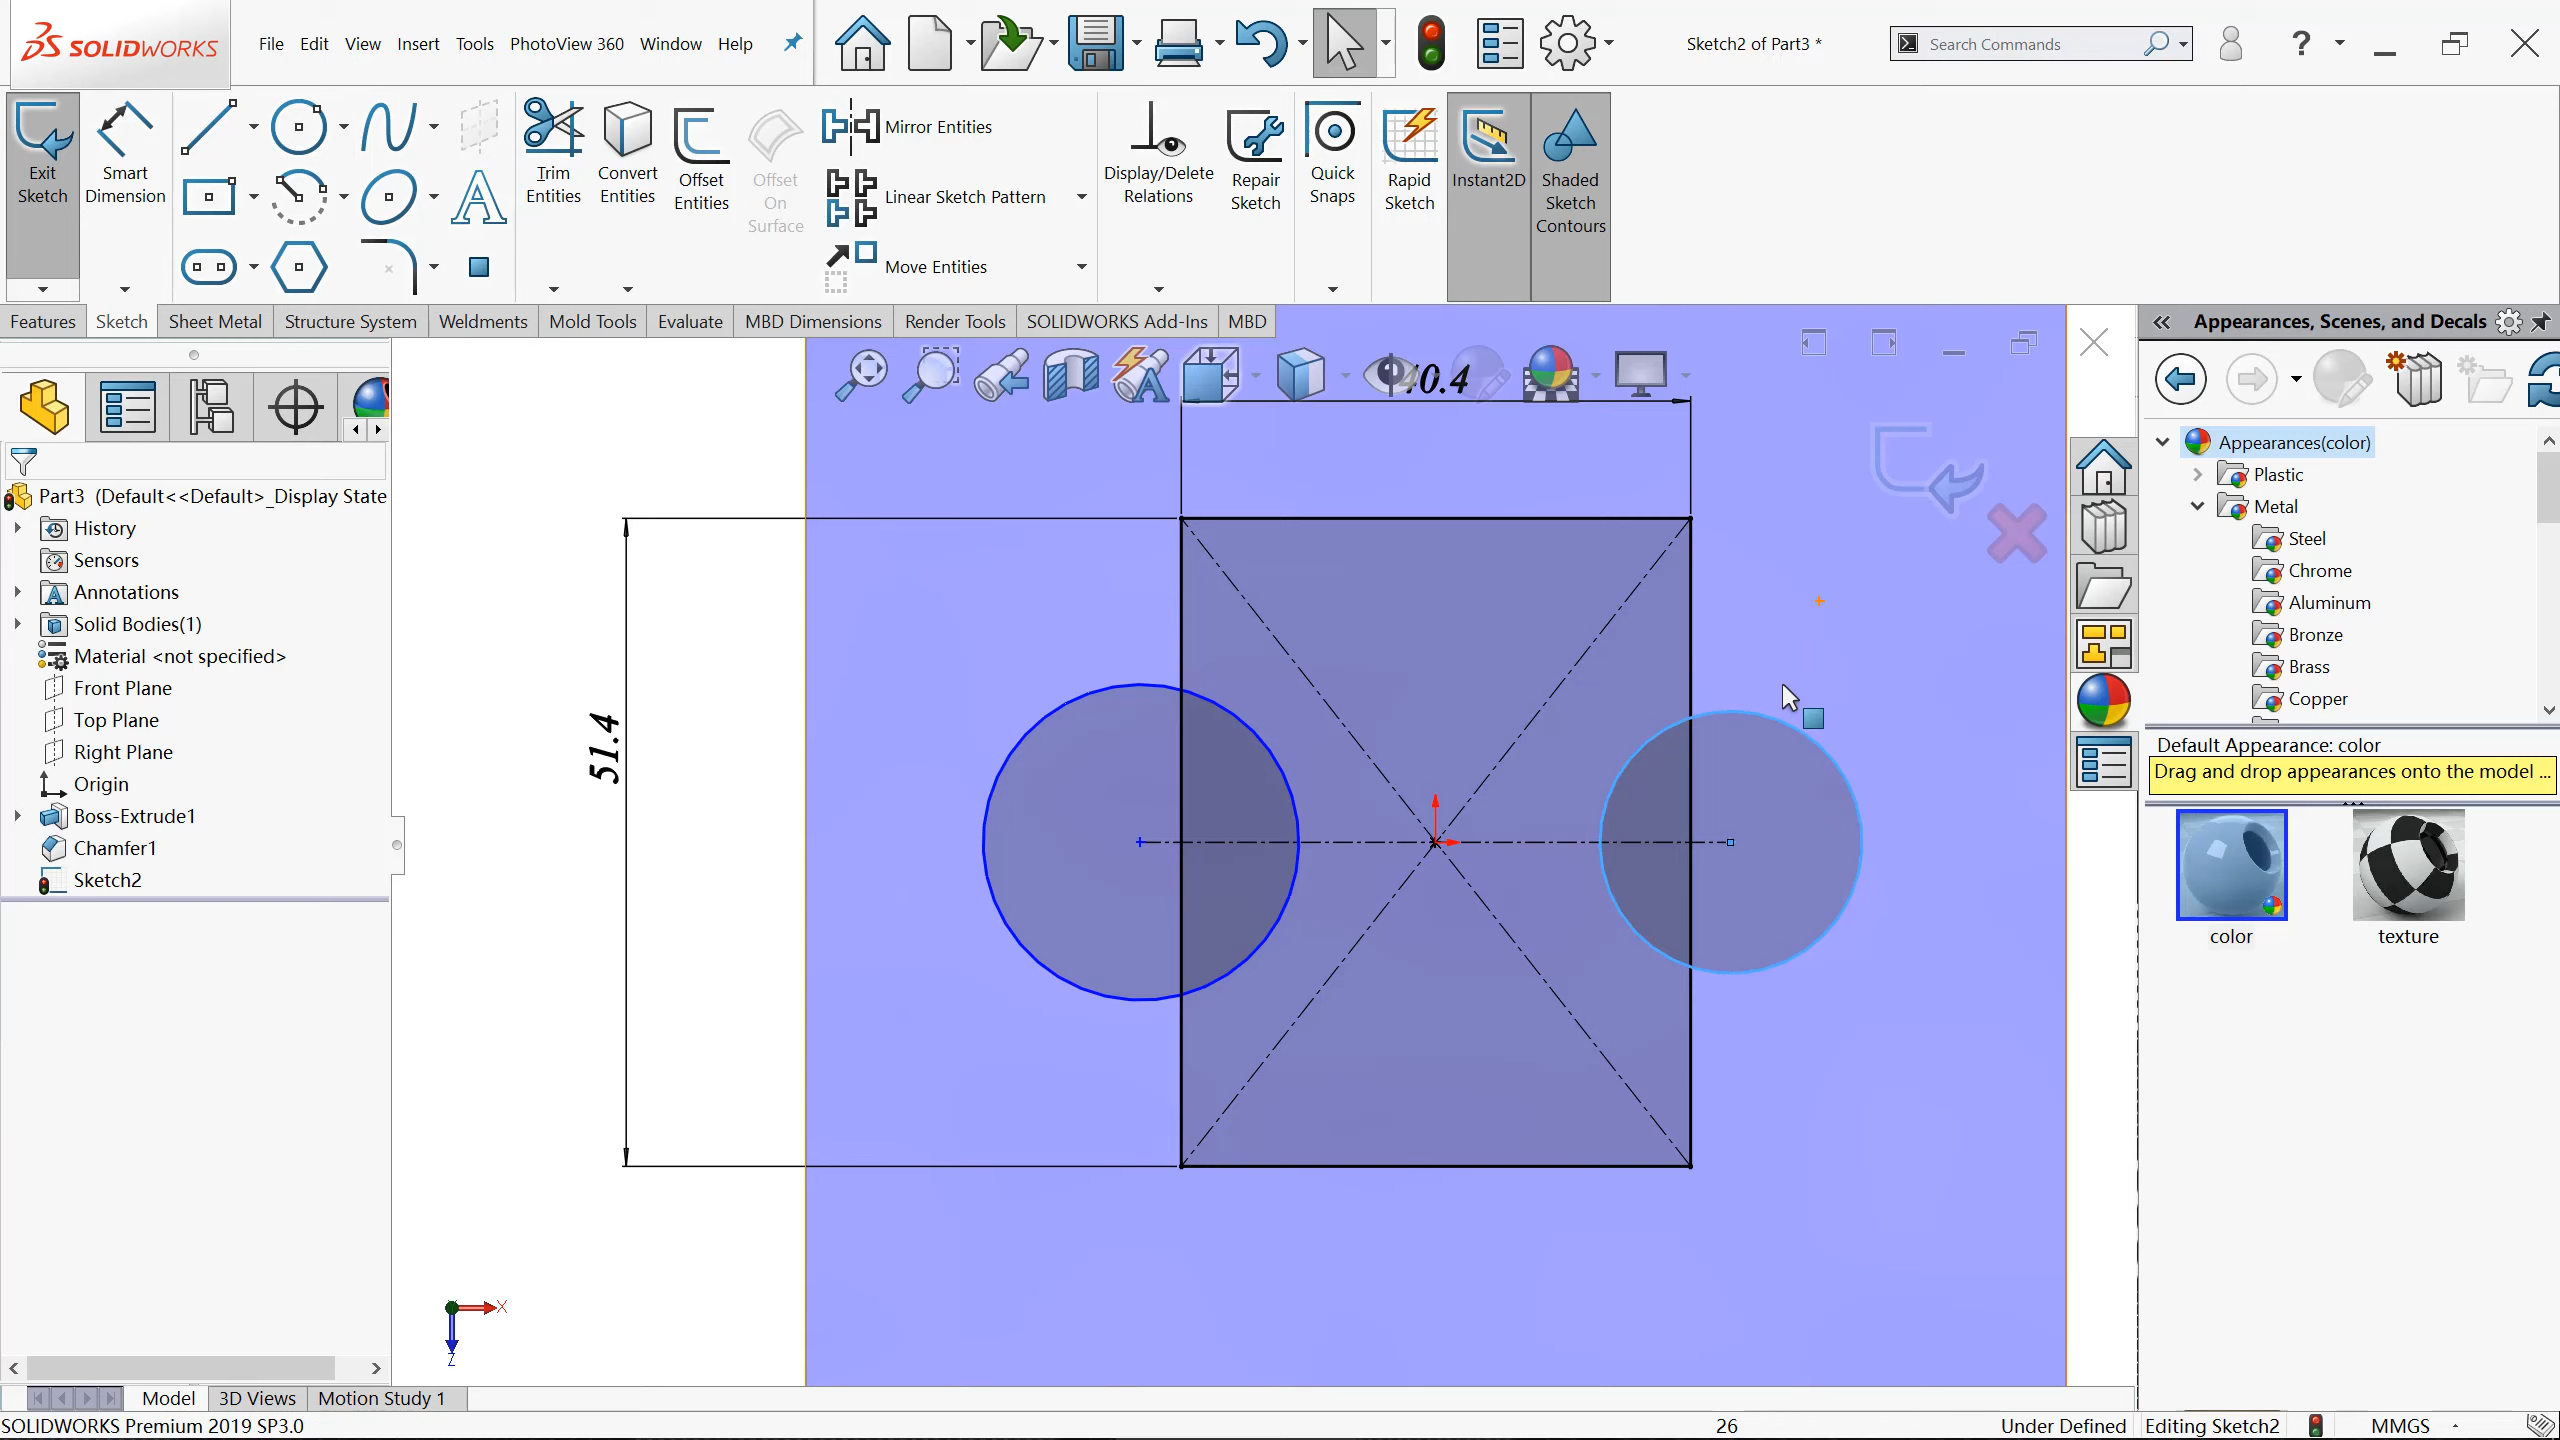 SOLIDWORKS
File Edit View Insert Tools PhotoView 360 Window Help
Sketch2 of Part3 *
Search Commands
?
Exit Sketch
Smart Dimension
Trim Entities
Convert Entities
Offset Entities
Offset On Surface
Mirror Entities
Linear Sketch Pattern
Move Entities
Display/Delete Relations
Repair Sketch
Quick Snaps
Rapid Sketch
Instant2D
Shaded Sketch Contours
Features Sketch Sheet Metal Structure System Weldments Mold Tools Evaluate MBD Dimensions Render Tools SOLIDWORKS Add-Ins MBD
Part3 (Default<<Default>_Display State
History
Sensors
Annotations
Solid Bodies(1)
Material <not specified>
Front Plane
Top Plane
Right Plane
Origin
Boss-Extrude1
Chamfer1
Sketch2
40.4
51.4
X
Z
Appearances, Scenes, and Decals
Appearances(color)
Plastic
Metal
Steel
Chrome
Aluminum
Bronze
Brass
Copper
Default Appearance: color
Drag and drop appearances onto the model ...
color
texture
Model 3D Views Motion Study 1
SOLIDWORKS Premium 2019 SP3.0
26
Under Defined
Editing Sketch2
MMGS